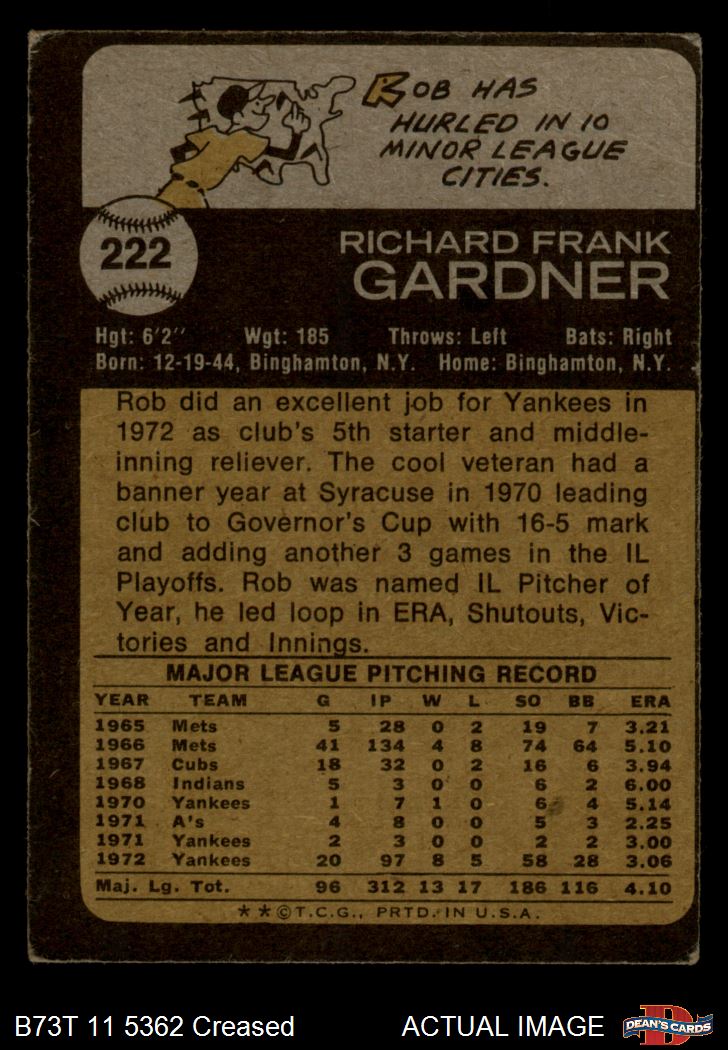 ROB HAS
HURLED IN 10
MINOR LEAGUE
CITIES.
222
RICHARD FRANK
GARDNER
Hgt: 6'2" Wgt: 185 Throws: Left Bats: Right
Born: 12-19-44, Binghamton, N.Y. Home: Binghamton, N.Y.
Rob did an excellent job for Yankees in
1972 as club's 5th starter and middle-
inning reliever. The cool veteran had a
banner year at Syracuse in 1970 leading
club to Governor's Cup with 16-5 mark
and adding another 3 games in the IL
Playoffs. Rob was named IL Pitcher of
Year, he led loop in ERA, Shutouts, Vic-
tories and Innings.
MAJOR LEAGUE PITCHING RECORD
YEAR TEAM G IP W L SO BB ERA
1965 Mets 5 28 0 2 19 7 3.21
1966 Mets 41 134 4 8 74 64 5.10
1967 Cubs 18 32 0 2 16 6 3.94
1968 Indians 5 3 0 0 6 2 6.00
1970 Yankees 1 7 1 0 6 4 5.14
1971 A's 4 8 0 0 5 3 2.25
1971 Yankees 2 3 0 0 2 2 3.00
1972 Yankees 20 97 8 5 58 28 3.06
Maj. Lg. Tot. 96 312 13 17 186 116 4.10
**©T.C.G., PRTD. IN U.S.A.
B73T 11 5362 Creased ACTUAL IMAGE
D
DEAN'S CARDS